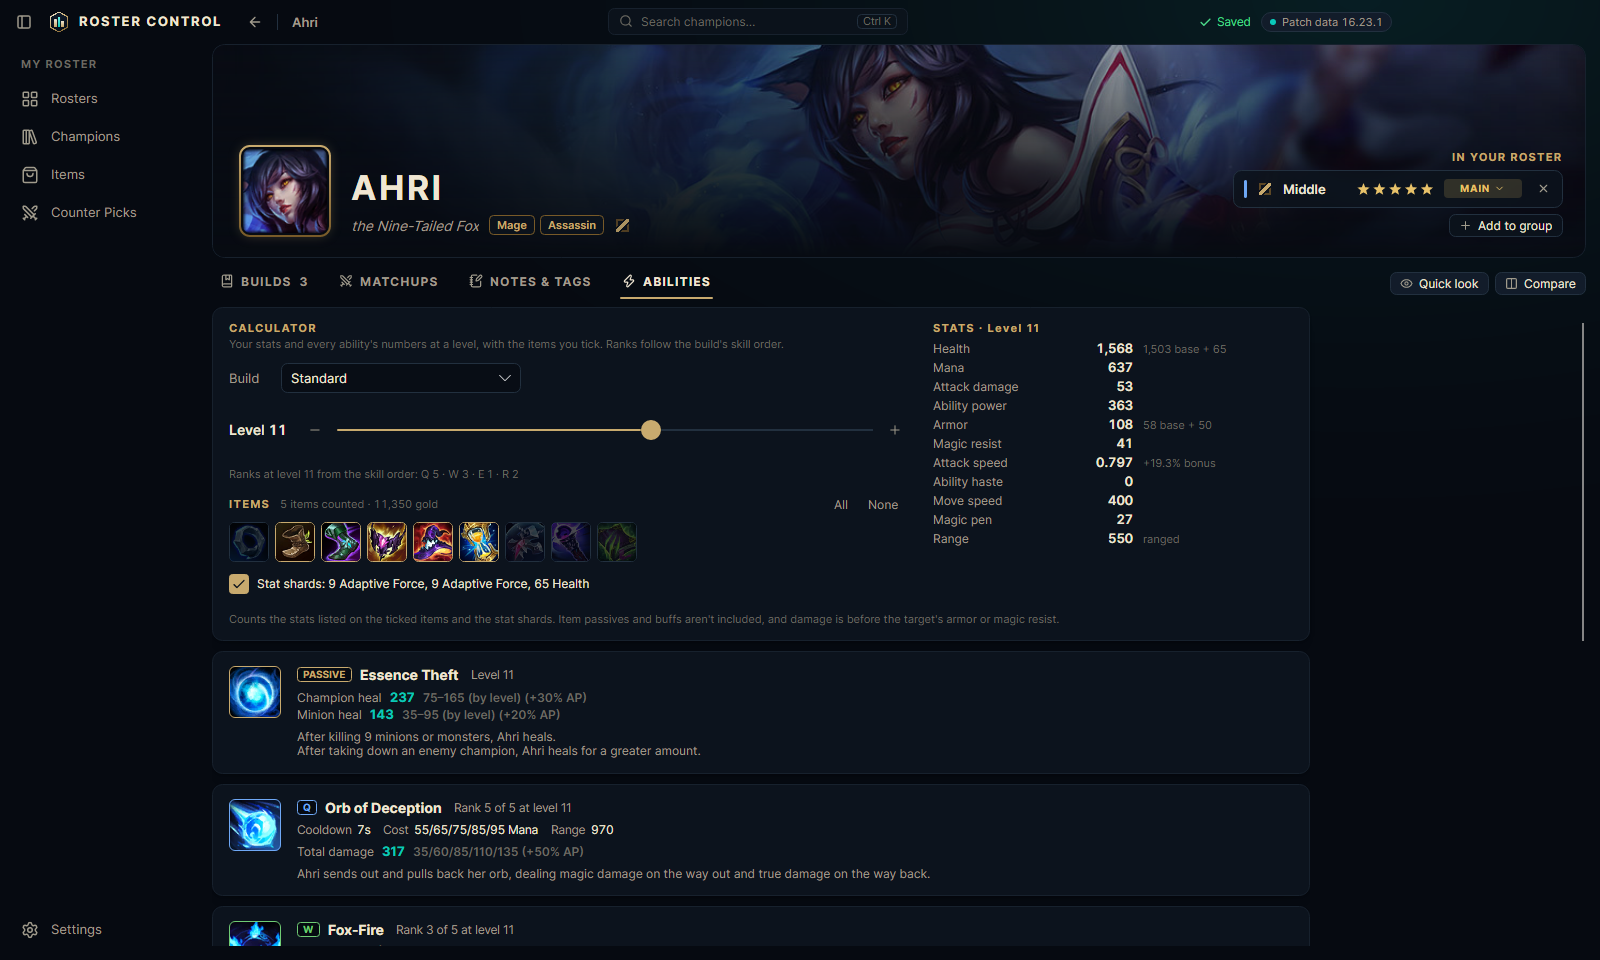 ROSTER CONTROL
Ahri
Search champions...
Ctrl K
Saved
Patch data 16.23.1
MY ROSTER
Rosters
Champions
Items
Counter Picks
Settings
AHRI
the Nine-Tailed Fox
Mage
Assassin
IN YOUR ROSTER
Middle
MAIN
Add to group
BUILDS 3
MATCHUPS
NOTES & TAGS
ABILITIES
Quick look
Compare
CALCULATOR
Your stats and every ability's numbers at a level, with the items you tick. Ranks follow the build's skill order.
Build
Standard
Level 11
Ranks at level 11 from the skill order: Q 5 · W 3 · E 1 · R 2
ITEMS 5 items counted · 11,350 gold
All
None
Stat shards: 9 Adaptive Force, 9 Adaptive Force, 65 Health
Counts the stats listed on the ticked items and the stat shards. Item passives and buffs aren't included, and damage is before the target's armor or magic resist.
STATS · Level 11
Health 1,568 1,503 base + 65
Mana 637
Attack damage 53
Ability power 363
Armor 108 58 base + 50
Magic resist 41
Attack speed 0.797 +19.3% bonus
Ability haste 0
Move speed 400
Magic pen 27
Range 550 ranged
PASSIVE Essence Theft Level 11
Champion heal 237 75–165 (by level) (+30% AP)
Minion heal 143 35–95 (by level) (+20% AP)
After killing 9 minions or monsters, Ahri heals.
After taking down an enemy champion, Ahri heals for a greater amount.
Q Orb of Deception Rank 5 of 5 at level 11
Cooldown 7s Cost 55/65/75/85/95 Mana Range 970
Total damage 317 35/60/85/110/135 (+50% AP)
Ahri sends out and pulls back her orb, dealing magic damage on the way out and true damage on the way back.
W Fox-Fire Rank 3 of 5 at level 11